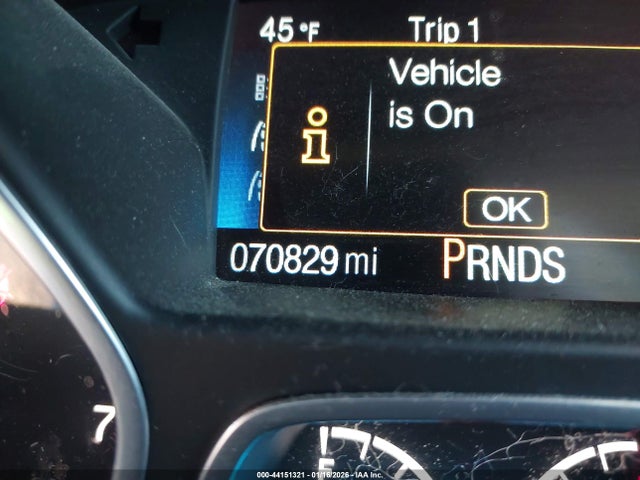 45°F Trip 1
Vehicle
is On
i
OK
070829 mi PRNDS
7
F
000-44151321 - 01/16/2026 - IAA Inc.